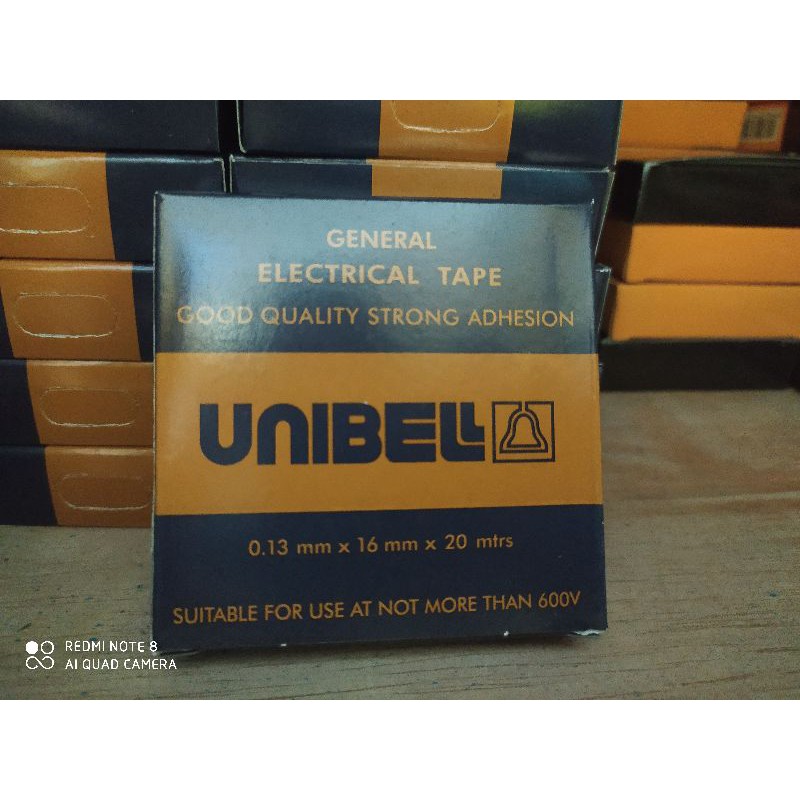 GENERAL
ELECTRICAL TAPE
GOOD QUALITY STRONG ADHESION
UNIBELL
0.13 mm x 16 mm x 20 mtrs
SUITABLE FOR USE AT NOT MORE THAN 600V
REDMI NOTE 8
AI QUAD CAMERA